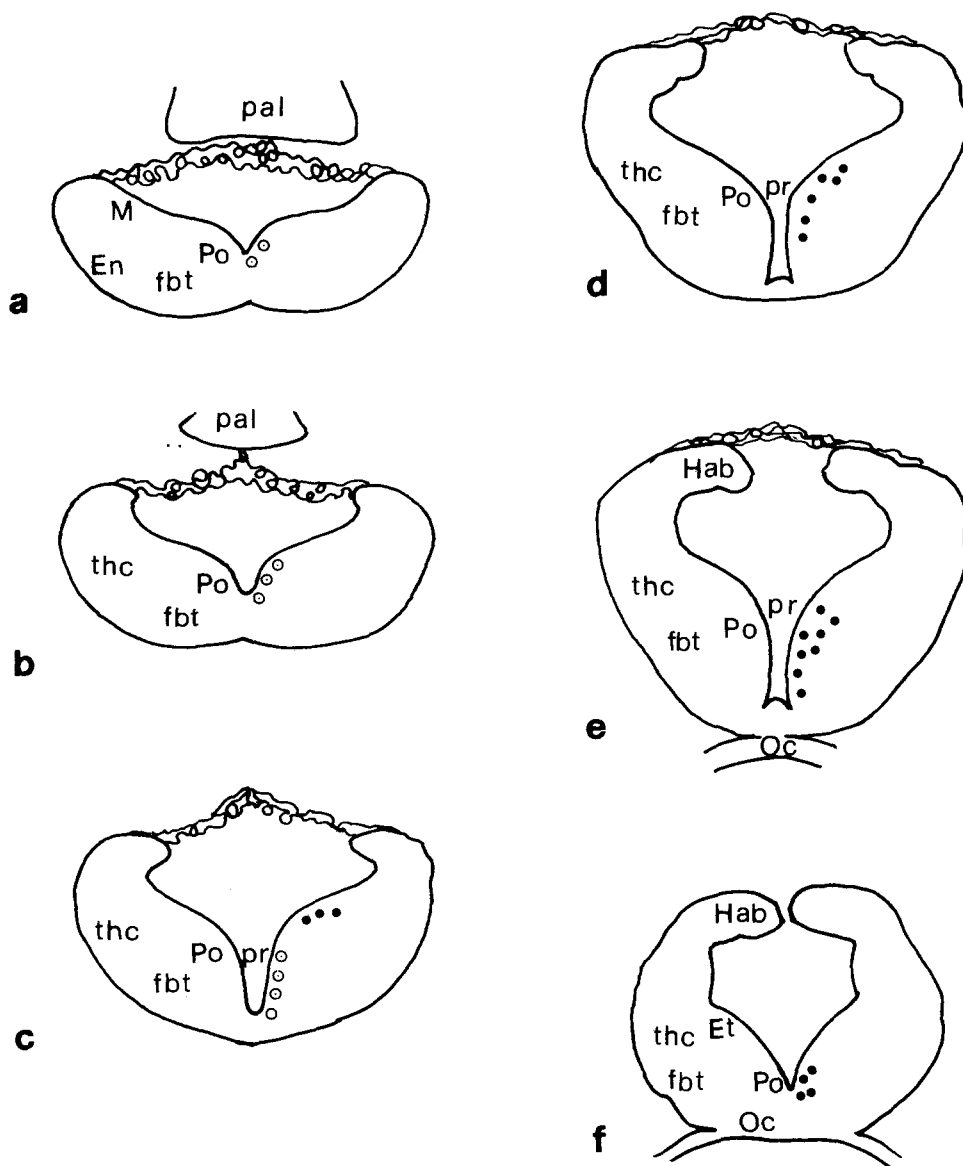 pal
M
Po
En
fbt
a
pal
thc
Po
fbt
b
thc
Po pr
fbt
c
thc
Po pr
fbt
d
Hab
thc
pr
fbt Po
e
Oc
Hab
thc Et
fbt Po
Oc
f